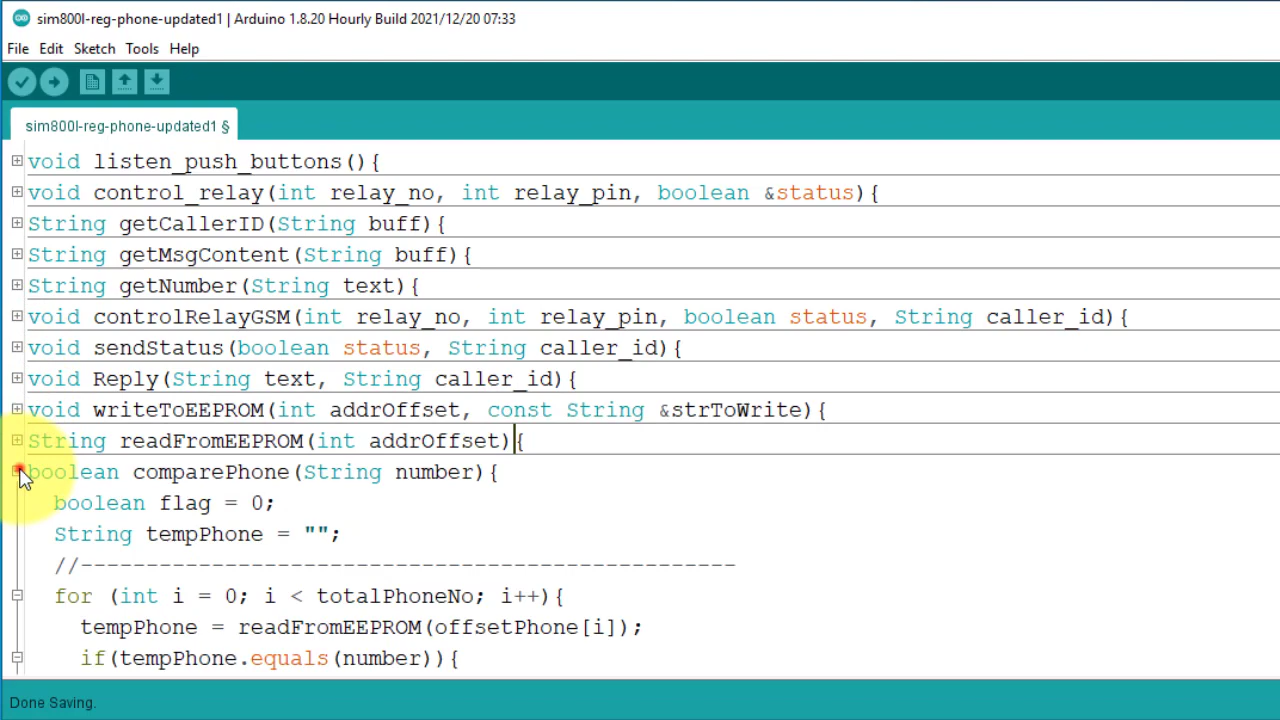 sim800l-reg-phone-updated1 | Arduino 1.8.20 Hourly Build 2021/12/20 07:33
File Edit Sketch Tools Help
sim800l-reg-phone-updated1 §
void listen_push_buttons(){
void control_relay(int relay_no, int relay_pin, boolean &status){
String getCallerID(String buff){
String getMsgContent(String buff){
String getNumber(String text){
void controlRelayGSM(int relay_no, int relay_pin, boolean status, String caller_id){
void sendStatus(boolean status, String caller_id){
void Reply(String text, String caller_id){
void writeToEEPROM(int addrOffset, const String &strToWrite){
String readFromEEPROM(int addrOffset){
boolean comparePhone(String number){
boolean flag = 0;
String tempPhone = "";
//--------------------------------------------------
for (int i = 0; i < totalPhoneNo; i++){
tempPhone = readFromEEPROM(offsetPhone[i]);
if(tempPhone.equals(number)){
Done Saving.